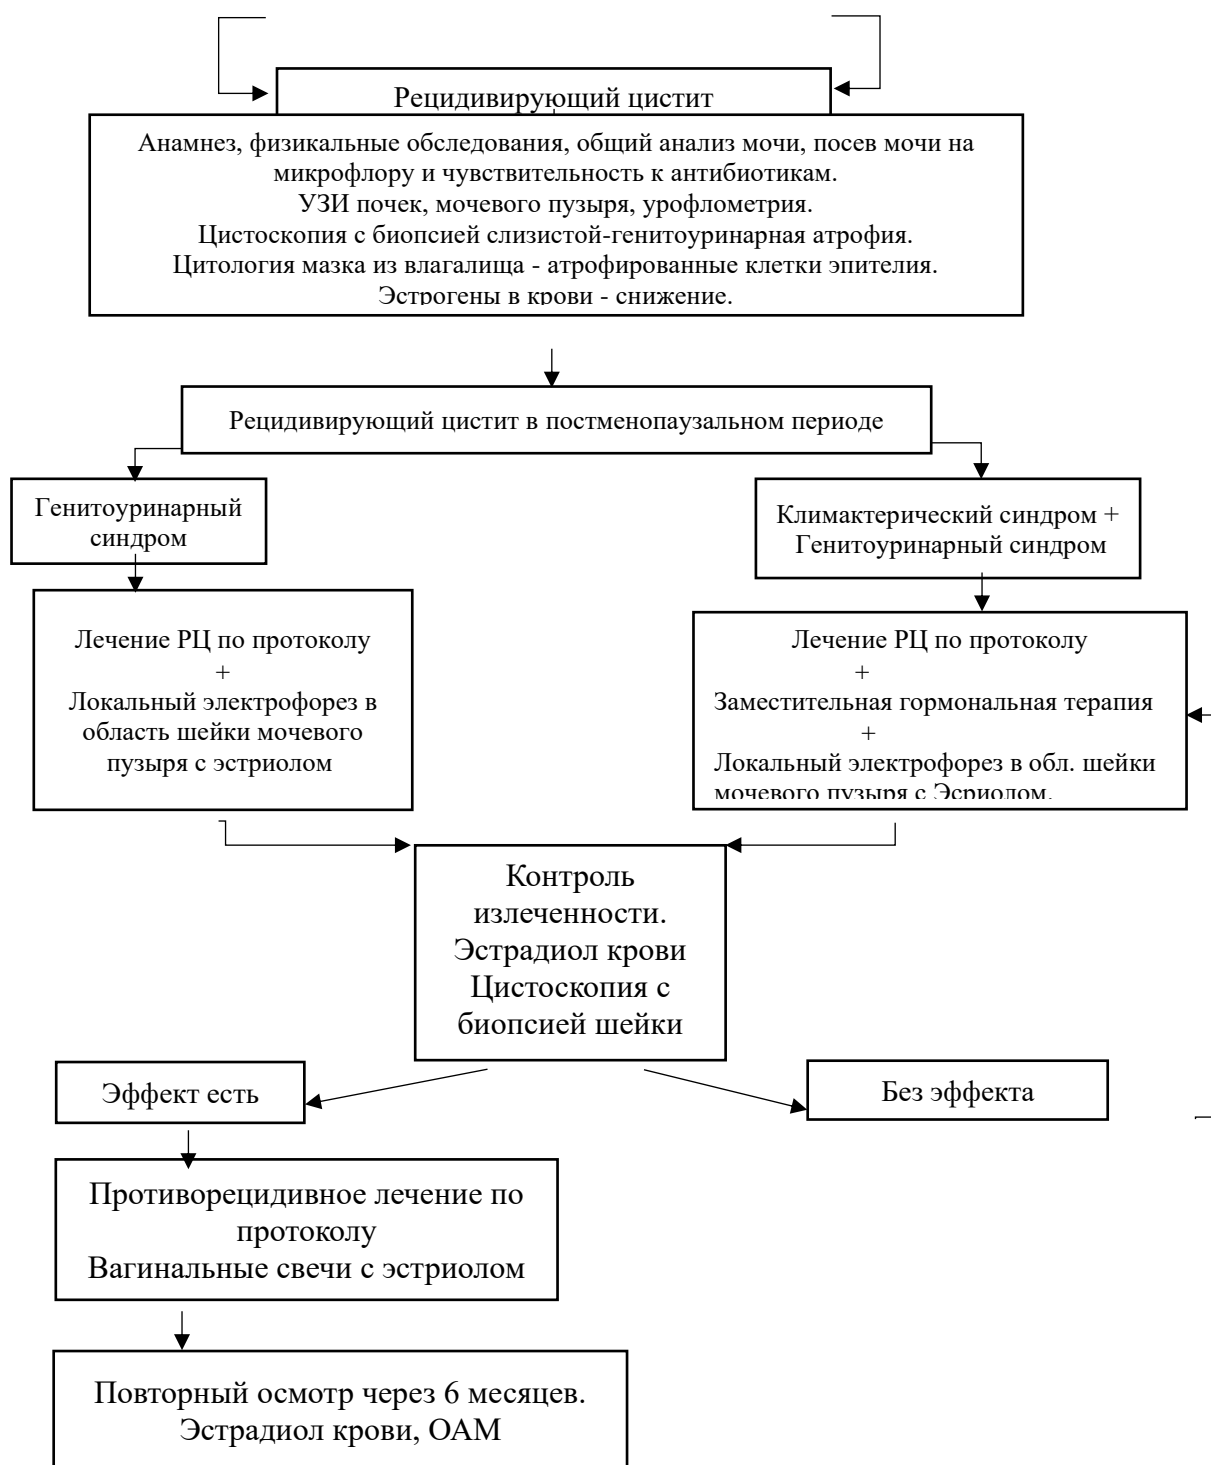 Рецидивирующий цистит
Анамнез, физикальные обследования, общий анализ мочи, посев мочи на
микрофлору и чувствительность к антибиотикам.
УЗИ почек, мочевого пузыря, урофлометрия.
Цистоскопия с биопсией слизистой-генитоуринарная атрофия.
Цитология мазка из влагалища - атрофированные клетки эпителия.
Эстрогены в крови - снижение.
Рецидивирующий цистит в постменопаузальном периоде
Генитоуринарный
синдром
Климактерический синдром +
Генитоуринарный синдром
Лечение РЦ по протоколу
+
Локальный электрофорез в
область шейки мочевого
пузыря с эстриолом
Лечение РЦ по протоколу
+
Заместительная гормональная терапия
+
Локальный электрофорез в обл. шейки
мочевого пузыря с Эсриолом.
Контроль
излеченности.
Эстрадиол крови
Цистоскопия с
биопсией шейки
Эффект есть
Без эффекта
Противорецидивное лечение по
протоколу
Вагинальные свечи с эстриолом
Повторный осмотр через 6 месяцев.
Эстрадиол крови, ОАМ